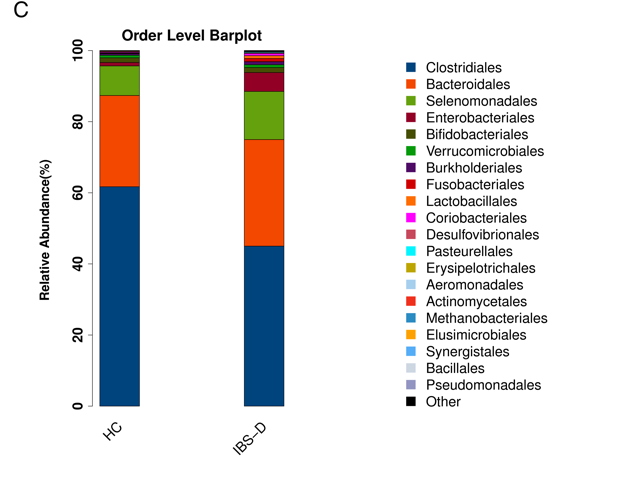 C
Order Level Barplot
Relative Abundance(%)
100
80
60
40
20
0
HC
IBS-D
Clostridiales
Bacteroidales
Selenomonadales
Enterobacteriales
Bifidobacteriales
Verrucomicrobiales
Burkholderiales
Fusobacteriales
Lactobacillales
Coriobacteriales
Desulfovibrionales
Pasteurellales
Erysipelotrichales
Aeromonadales
Actinomycetales
Methanobacteriales
Elusimicrobiales
Synergistales
Bacillales
Pseudomonadales
Other